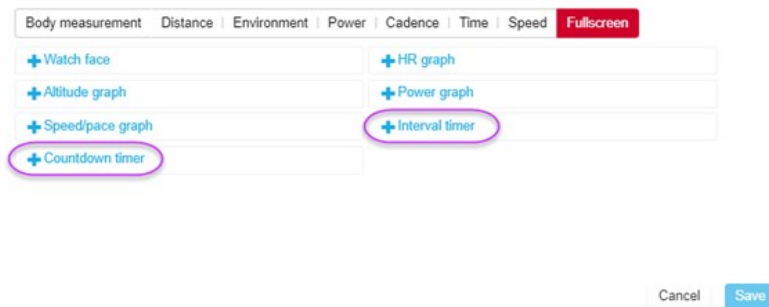 Body measurement Distance Environment Power Cadence Time Speed Fullscreen
Watch face HR graph
Altitude graph Power graph
Speed/pace graph Interval timer
Countdown timer
Cancel Save